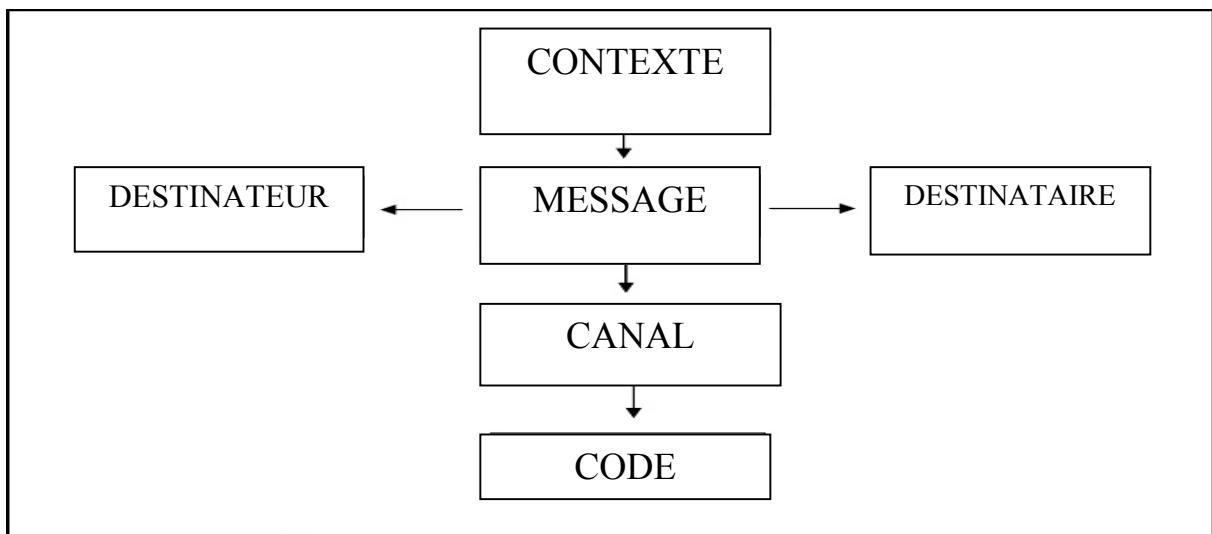 CONTEXTE
DESTINATEUR
MESSAGE
DESTINATAIRE
CANAL
CODE